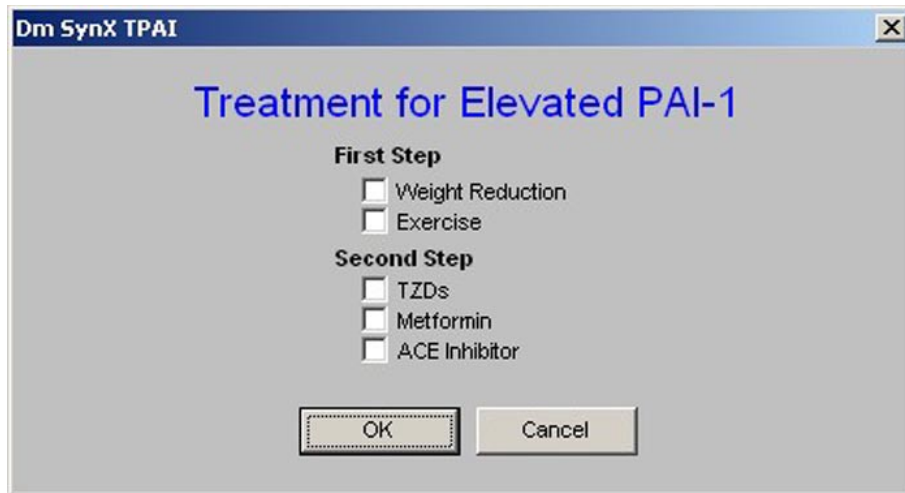 Dm SynX TPAI
Treatment for Elevated PAI-1
First Step
Weight Reduction
Exercise
Second Step
TZDs
Metformin
ACE Inhibitor
OK Cancel